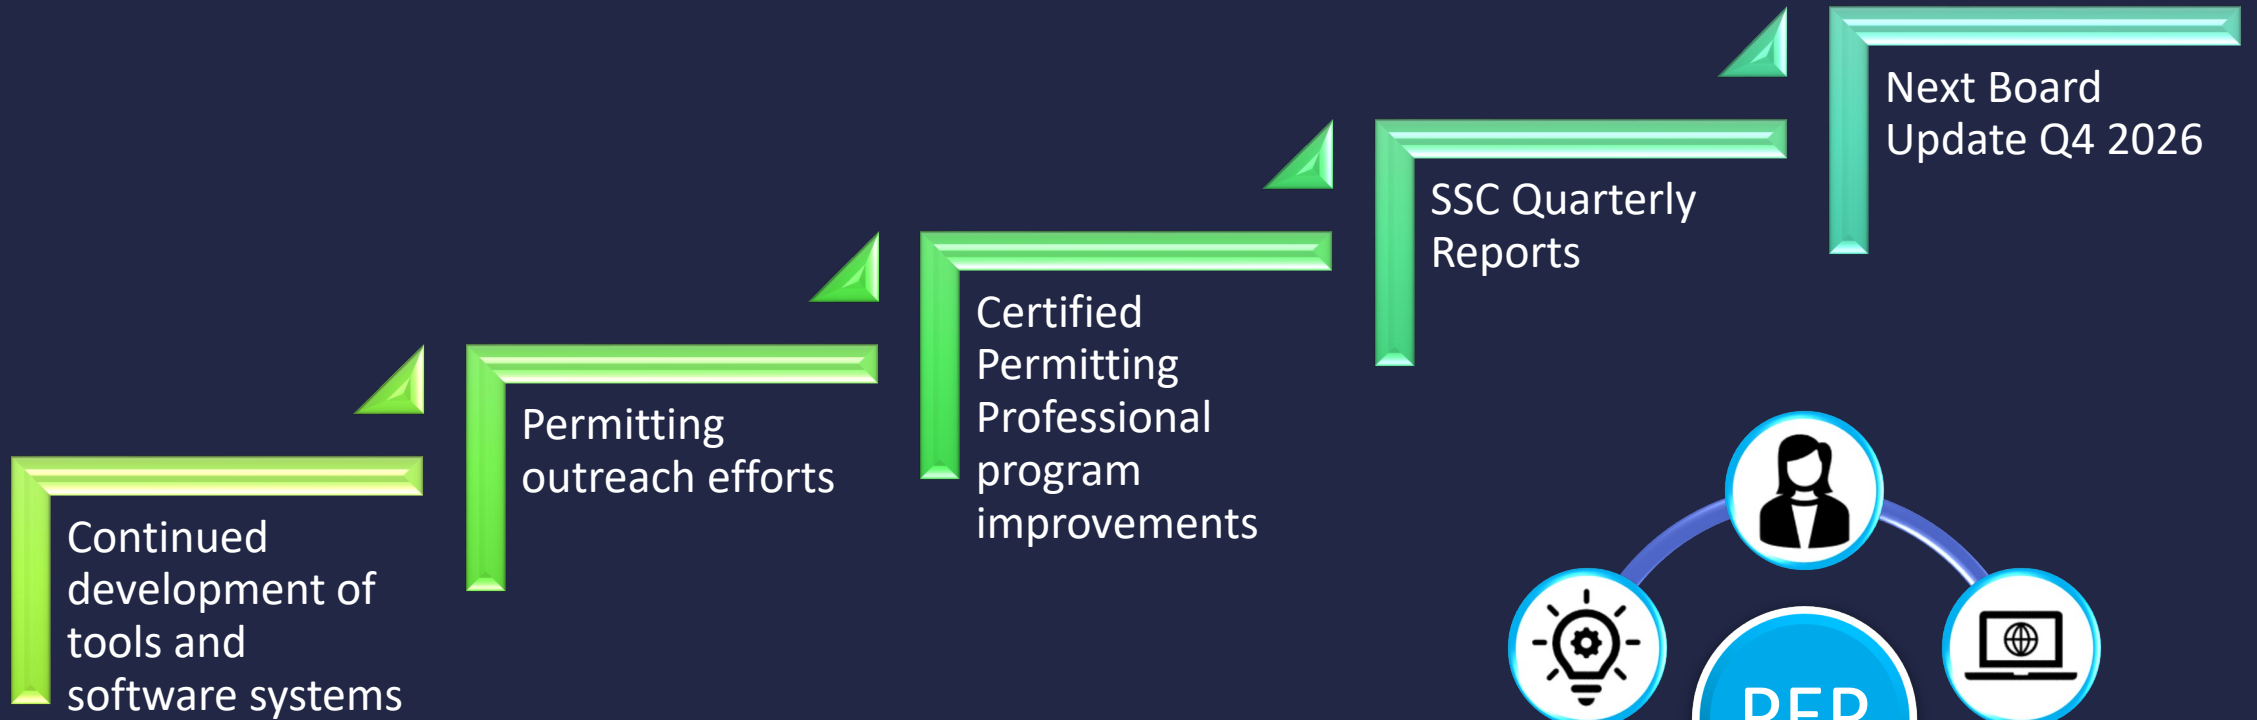 Continued
development of
tools and
software systems
Permitting
outreach efforts
Certified
Permitting
Professional
program
improvements
SSC Quarterly
Reports
Next Board
Update Q4 2026